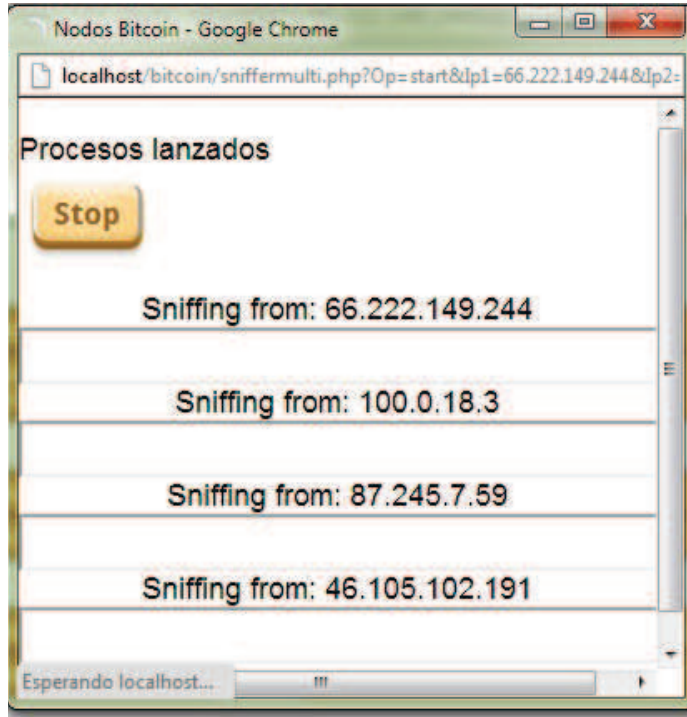 Nodos Bitcoin - Google Chrome
localhost/bitcoin/sniffermulti.php?Op=start&Ip1=66.222.149.244&Ip2=
Procesos lanzados
Stop
Sniffing from: 66.222.149.244
Sniffing from: 100.0.18.3
Sniffing from: 87.245.7.59
Sniffing from: 46.105.102.191
Esperando localhost...